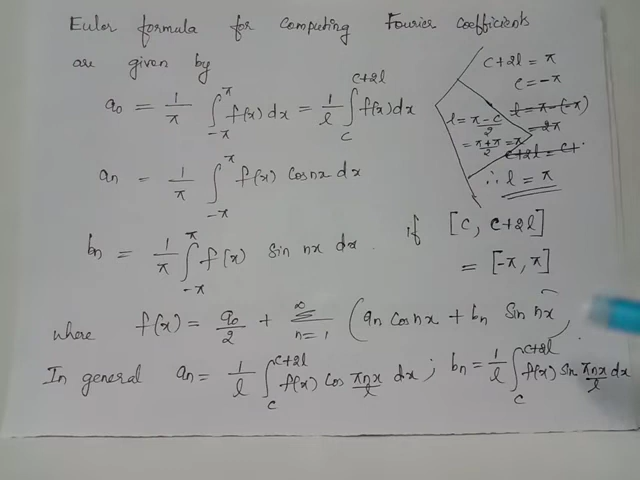 Euler formula for computing Fourier Coefficients
are given by
a₀ = 1/π ∫_{-π}^{π} f(x) dx = 1/l ∫_{c}^{c+2l} f(x) dx
aₙ = 1/π ∫_{-π}^{π} f(x) cos nx dx
bₙ = 1/π ∫_{-π}^{π} f(x) sin nx dx. if [c, c+2l]
= [-π, π]
c+2l = π
c = -π
l = π-c/2
= π+π/2 = π
l = π-(-π)
= 2π
c+2l = c+
∴ l = π
where f(x) = a₀/2 + ∞ Σ n=1 (aₙ cos nx + bₙ Sin nx)
In general aₙ = 1/l ∫_{c}^{c+2l} f(x) cos πnx/l dx ; bₙ = 1/l ∫_{c}^{c+2l} f(x) sin πnx/l dx